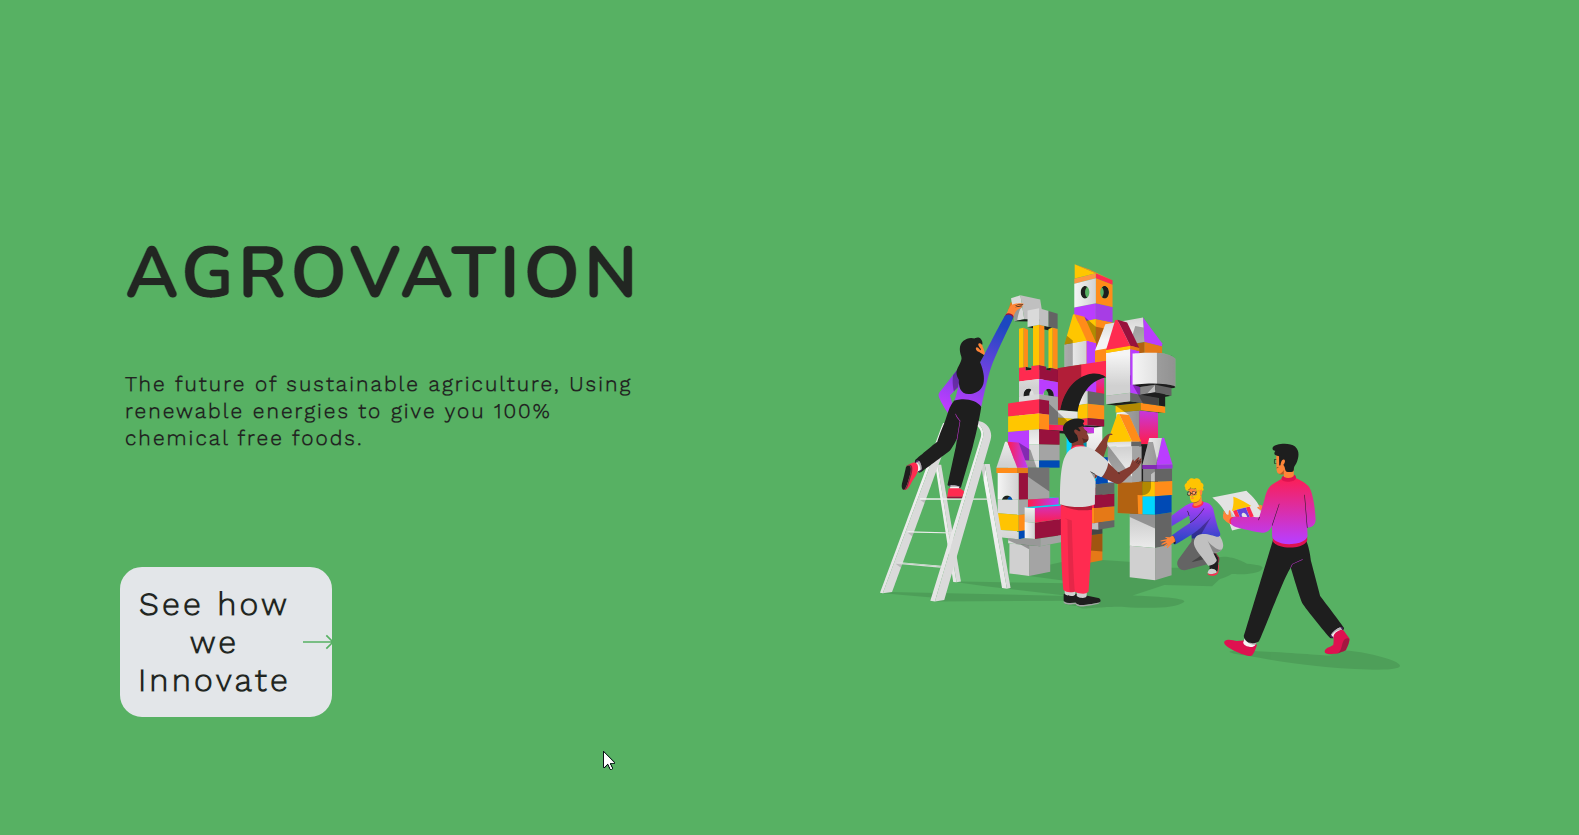 AGROVATION
The future of sustainable agriculture, Using
renewable energies to give you 100%
chemical free foods.
See how
we
Innovate